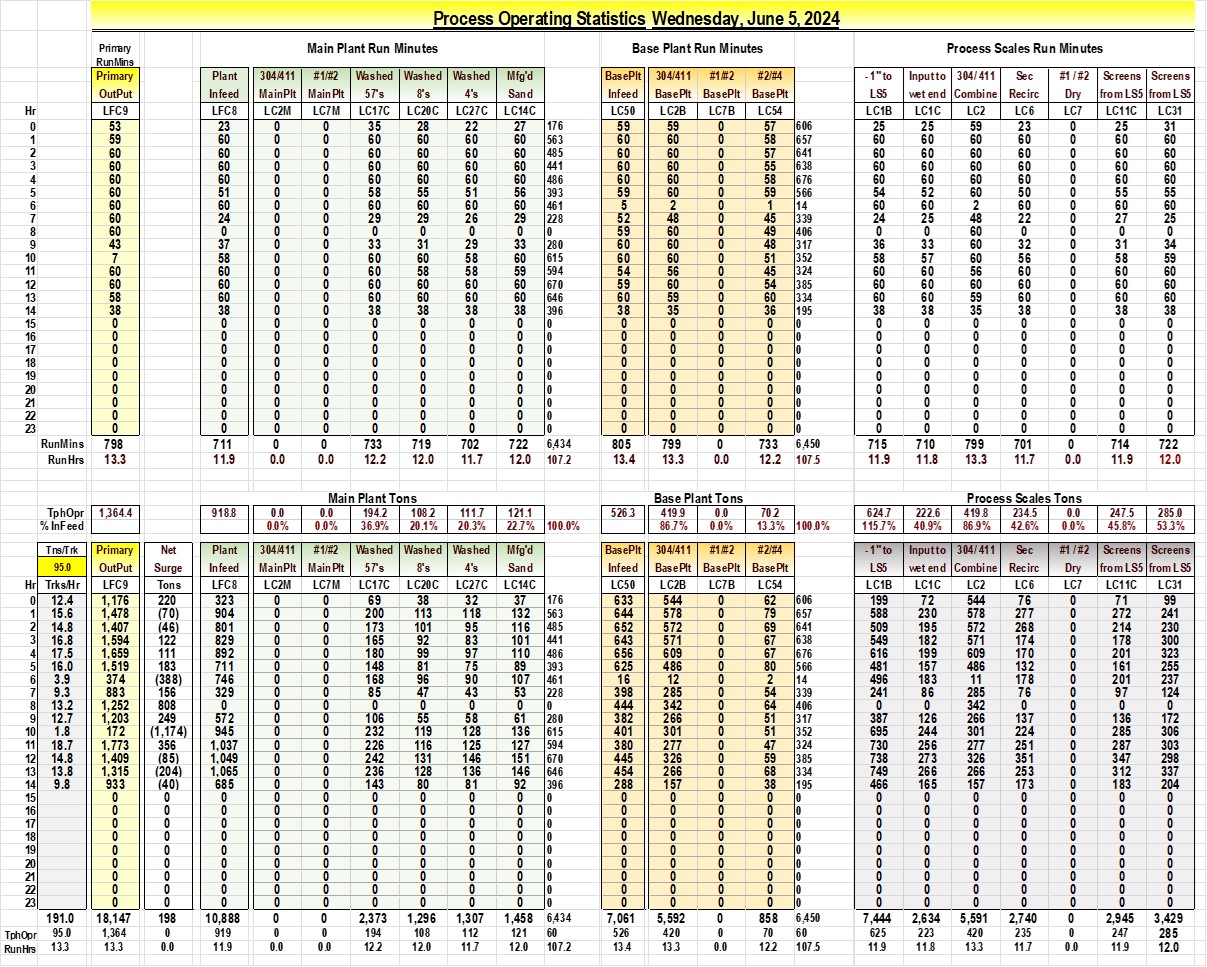 Process Operating Statistics Wednesday, June 5, 2024
Primary Main Plant Run Minutes Base Plant Run Minutes Process Scales Run Minutes
RunMins
Primary Plant 304/411 #1/#2 Washed Washed Washed Mfg'd BasePlt 304/411 #1/#2 #2/#4 - 1" to Input to 304/ 411 Sec #1 / #2 Screens Screens
OutPut Infeed MainPlt MainPlt 57's 8's 4's Sand Infeed BasePlt BasePlt BasePlt LS5 wet end Combine Recirc Dry from LS5 from LS5
Hr LFC9 LFC8 LC2M LC7M LC17C LC20C LC27C LC14C LC50 LC2B LC7B LC54 LC1B LC1C LC2 LC6 LC7 LC11C LC31
0 53 23 0 0 35 28 22 27 176 59 59 0 57 606 25 25 59 23 0 25 31
1 59 60 0 0 60 60 60 60 563 60 60 0 58 657 60 60 60 60 0 60 60
2 60 60 0 0 60 60 60 60 485 60 60 0 57 641 60 60 60 60 0 60 60
3 60 60 0 0 60 60 60 60 441 60 60 0 55 638 60 60 60 60 0 60 60
4 60 60 0 0 60 60 60 60 486 60 60 0 58 676 60 60 60 60 0 60 60
5 60 51 0 0 58 55 51 56 393 59 60 0 59 566 54 52 60 50 0 55 55
6 60 60 0 0 60 60 60 60 461 5 2 0 1 14 60 60 2 60 0 60 60
7 60 24 0 0 29 29 26 29 228 52 48 0 45 339 24 25 48 22 0 27 25
8 60 0 0 0 0 0 0 0 0 59 60 0 49 406 0 0 60 0 0 0 0
9 43 37 0 0 33 31 29 33 280 60 60 0 48 317 36 33 60 32 0 31 34
10 7 58 0 0 60 60 58 60 615 60 60 0 51 352 58 57 60 56 0 58 59
11 60 60 0 0 60 58 58 59 594 54 56 0 45 324 60 60 56 60 0 60 60
12 60 60 0 0 60 60 60 60 670 59 60 0 54 385 60 60 60 60 0 60 60
13 58 60 0 0 60 60 60 60 646 60 59 0 60 334 60 60 59 60 0 60 60
14 38 38 0 0 38 38 38 38 396 38 35 0 36 195 38 38 35 38 0 38 38
15 0 0 0 0 0 0 0 0 0 0 0 0 0 0 0 0 0 0 0 0 0
16 0 0 0 0 0 0 0 0 0 0 0 0 0 0 0 0 0 0 0 0 0
17 0 0 0 0 0 0 0 0 0 0 0 0 0 0 0 0 0 0 0 0 0
18 0 0 0 0 0 0 0 0 0 0 0 0 0 0 0 0 0 0 0 0 0
19 0 0 0 0 0 0 0 0 0 0 0 0 0 0 0 0 0 0 0 0 0
20 0 0 0 0 0 0 0 0 0 0 0 0 0 0 0 0 0 0 0 0 0
21 0 0 0 0 0 0 0 0 0 0 0 0 0 0 0 0 0 0 0 0 0
22 0 0 0 0 0 0 0 0 0 0 0 0 0 0 0 0 0 0 0 0 0
23 0 0 0 0 0 0 0 0 0 0 0 0 0 0 0 0 0 0 0 0 0
RunMins 798 711 0 0 733 719 702 722 6,434 805 799 0 733 6,450 715 710 799 701 0 714 722
RunHrs 13.3 11.9 0.0 0.0 12.2 12.0 11.7 12.0 107.2 13.4 13.3 0.0 12.2 107.5 11.9 11.8 13.3 11.7 0.0 11.9 12.0
Main Plant Tons Base Plant Tons Process Scales Tons
TphOpr 1,364.4 918.8 0.0 0.0 194.2 108.2 111.7 121.1 526.3 419.9 0.0 70.2 624.7 222.6 419.8 234.5 0.0 247.5 285.0
% InFeed 0.0% 0.0% 36.9% 20.1% 20.3% 22.7% 100.0% 86.7% 0.0% 13.3% 100.0% 115.7% 40.9% 86.9% 42.6% 0.0% 45.8% 53.3%
Tns/Trk Primary Net Plant 304/411 #1/#2 Washed Washed Washed Mfg'd BasePlt 304/411 #1/#2 #2/#4 - 1" to Input to 304/ 411 Sec #1 / #2 Screens Screens
95.0 OutPut Surge Infeed MainPlt MainPlt 57's 8's 4's Sand Infeed BasePlt BasePlt BasePlt LS5 wet end Combine Recirc Dry from LS5 from LS5
Hr Trks/Hr LFC9 Tons LFC8 LC2M LC7M LC17C LC20C LC27C LC14C LC50 LC2B LC7B LC54 LC1B LC1C LC2 LC6 LC7 LC11C LC31
0 12.4 1,176 220 323 0 0 69 38 32 37 176 633 544 0 62 606 199 72 544 76 0 71 99
1 15.6 1,478 (70) 904 0 0 200 113 118 132 563 644 578 0 79 657 588 230 578 277 0 272 241
2 14.8 1,407 (46) 801 0 0 173 101 95 116 485 652 572 0 69 641 509 195 572 268 0 214 230
3 16.8 1,594 122 829 0 0 165 92 83 101 441 643 571 0 67 638 549 182 571 174 0 178 300
4 17.5 1,659 111 892 0 0 180 99 97 110 486 656 609 0 67 676 616 199 609 170 0 201 323
5 16.0 1,519 183 711 0 0 148 81 75 89 393 625 486 0 80 566 481 157 486 132 0 161 255
6 3.9 374 (388) 746 0 0 168 96 90 107 461 16 12 0 2 14 496 183 11 178 0 201 237
7 9.3 883 156 329 0 0 85 47 43 53 228 398 285 0 54 339 241 86 285 76 0 97 124
8 13.2 1,252 808 0 0 0 0 0 0 0 0 444 342 0 64 406 0 0 342 0 0 0 0
9 12.7 1,203 249 572 0 0 106 55 58 61 280 382 266 0 51 317 387 126 266 137 0 136 172
10 1.8 172 (1,174) 945 0 0 232 119 128 136 615 401 301 0 51 352 695 244 301 224 0 285 306
11 18.7 1,773 356 1,037 0 0 226 116 125 127 594 380 277 0 47 324 730 256 277 251 0 287 303
12 14.8 1,409 (85) 1,049 0 0 242 131 146 151 670 445 326 0 59 385 738 273 326 351 0 347 298
13 13.8 1,315 (204) 1,065 0 0 236 128 136 146 646 454 266 0 68 334 749 266 266 253 0 312 337
14 9.8 933 (40) 685 0 0 143 80 81 92 396 288 157 0 38 195 466 165 157 173 0 183 204
15 0 0 0 0 0 0 0 0 0 0 0 0 0 0 0 0 0 0 0 0 0 0
16 0 0 0 0 0 0 0 0 0 0 0 0 0 0 0 0 0 0 0 0 0 0
17 0 0 0 0 0 0 0 0 0 0 0 0 0 0 0 0 0 0 0 0 0 0
18 0 0 0 0 0 0 0 0 0 0 0 0 0 0 0 0 0 0 0 0 0 0
19 0 0 0 0 0 0 0 0 0 0 0 0 0 0 0 0 0 0 0 0 0 0
20 0 0 0 0 0 0 0 0 0 0 0 0 0 0 0 0 0 0 0 0 0 0
21 0 0 0 0 0 0 0 0 0 0 0 0 0 0 0 0 0 0 0 0 0 0
22 0 0 0 0 0 0 0 0 0 0 0 0 0 0 0 0 0 0 0 0 0 0
23 0 0 0 0 0 0 0 0 0 0 0 0 0 0 0 0 0 0 0 0 0 0
191.0 18,147 198 10,888 0 0 2,373 1,296 1,307 1,458 6,434 7,061 5,592 0 858 6,450 7,444 2,634 5,591 2,740 0 2,945 3,429
TphOpr 95.0 1,364 0 919 0 0 194 108 112 121 60 526 420 0 70 60 625 223 420 235 0 247 285
RunHrs 13.3 13.3 0.0 11.9 0.0 0.0 12.2 12.0 11.7 12.0 107.2 13.4 13.3 0.0 12.2 107.5 11.9 11.8 13.3 11.7 0.0 11.9 12.0